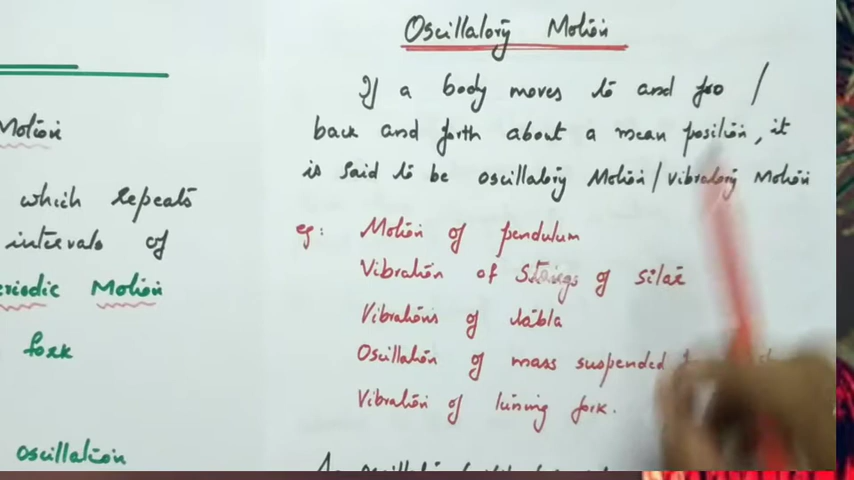 Motion
which repeats
intervals of
eriodic Motion
fork
oscillation
Oscillatory Motion
If a body moves to and fro /
back and forth about a mean position, it
is said to be oscillatory Motion/vibratory Motion
eg: Motion of pendulum
Vibration of Strings of sitar
Vibrations of tabla
Oscillation of mass suspended
Vibration of tuning fork.